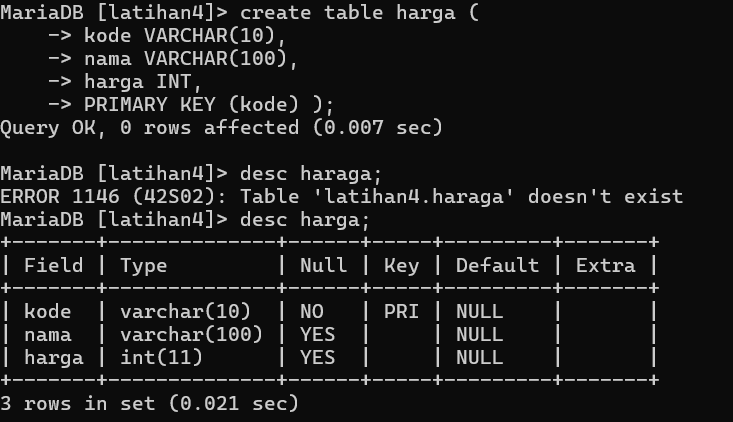 MariaDB [latihan4]> create table harga (
    -> kode VARCHAR(10),
    -> nama VARCHAR(100),
    -> harga INT,
    -> PRIMARY KEY (kode) );
Query OK, 0 rows affected (0.007 sec)

MariaDB [latihan4]> desc haraga;
ERROR 1146 (42S02): Table 'latihan4.haraga' doesn't exist
MariaDB [latihan4]> desc harga;
+-------+--------------+------+-----+---------+-------+
| Field | Type         | Null | Key | Default | Extra |
+-------+--------------+------+-----+---------+-------+
| kode  | varchar(10)  | NO   | PRI | NULL    |       |
| nama  | varchar(100) | YES  |     | NULL    |       |
| harga | int(11)      | YES  |     | NULL    |       |
+-------+--------------+------+-----+---------+-------+
3 rows in set (0.021 sec)